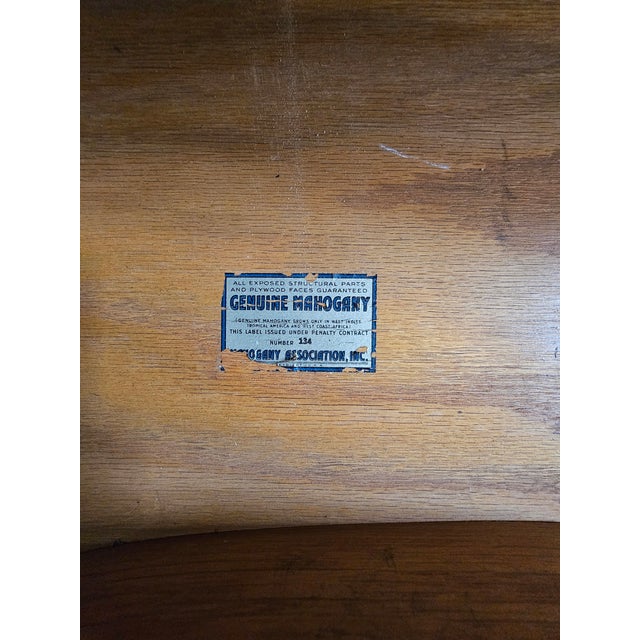 ALL EXPOSED STRUCTURAL PARTS
AND PLYWOOD FACES GUARANTEED
GENUINE MAHOGANY
(GENUINE MAHOGANY GROWS ONLY IN WEST INDIES
TROPICAL AMERICA AND WEST COAST AFRICA)
THIS LABEL ISSUED UNDER PENALTY CONTRACT
NUMBER 134
OGANY ASSOCIATION, INC.